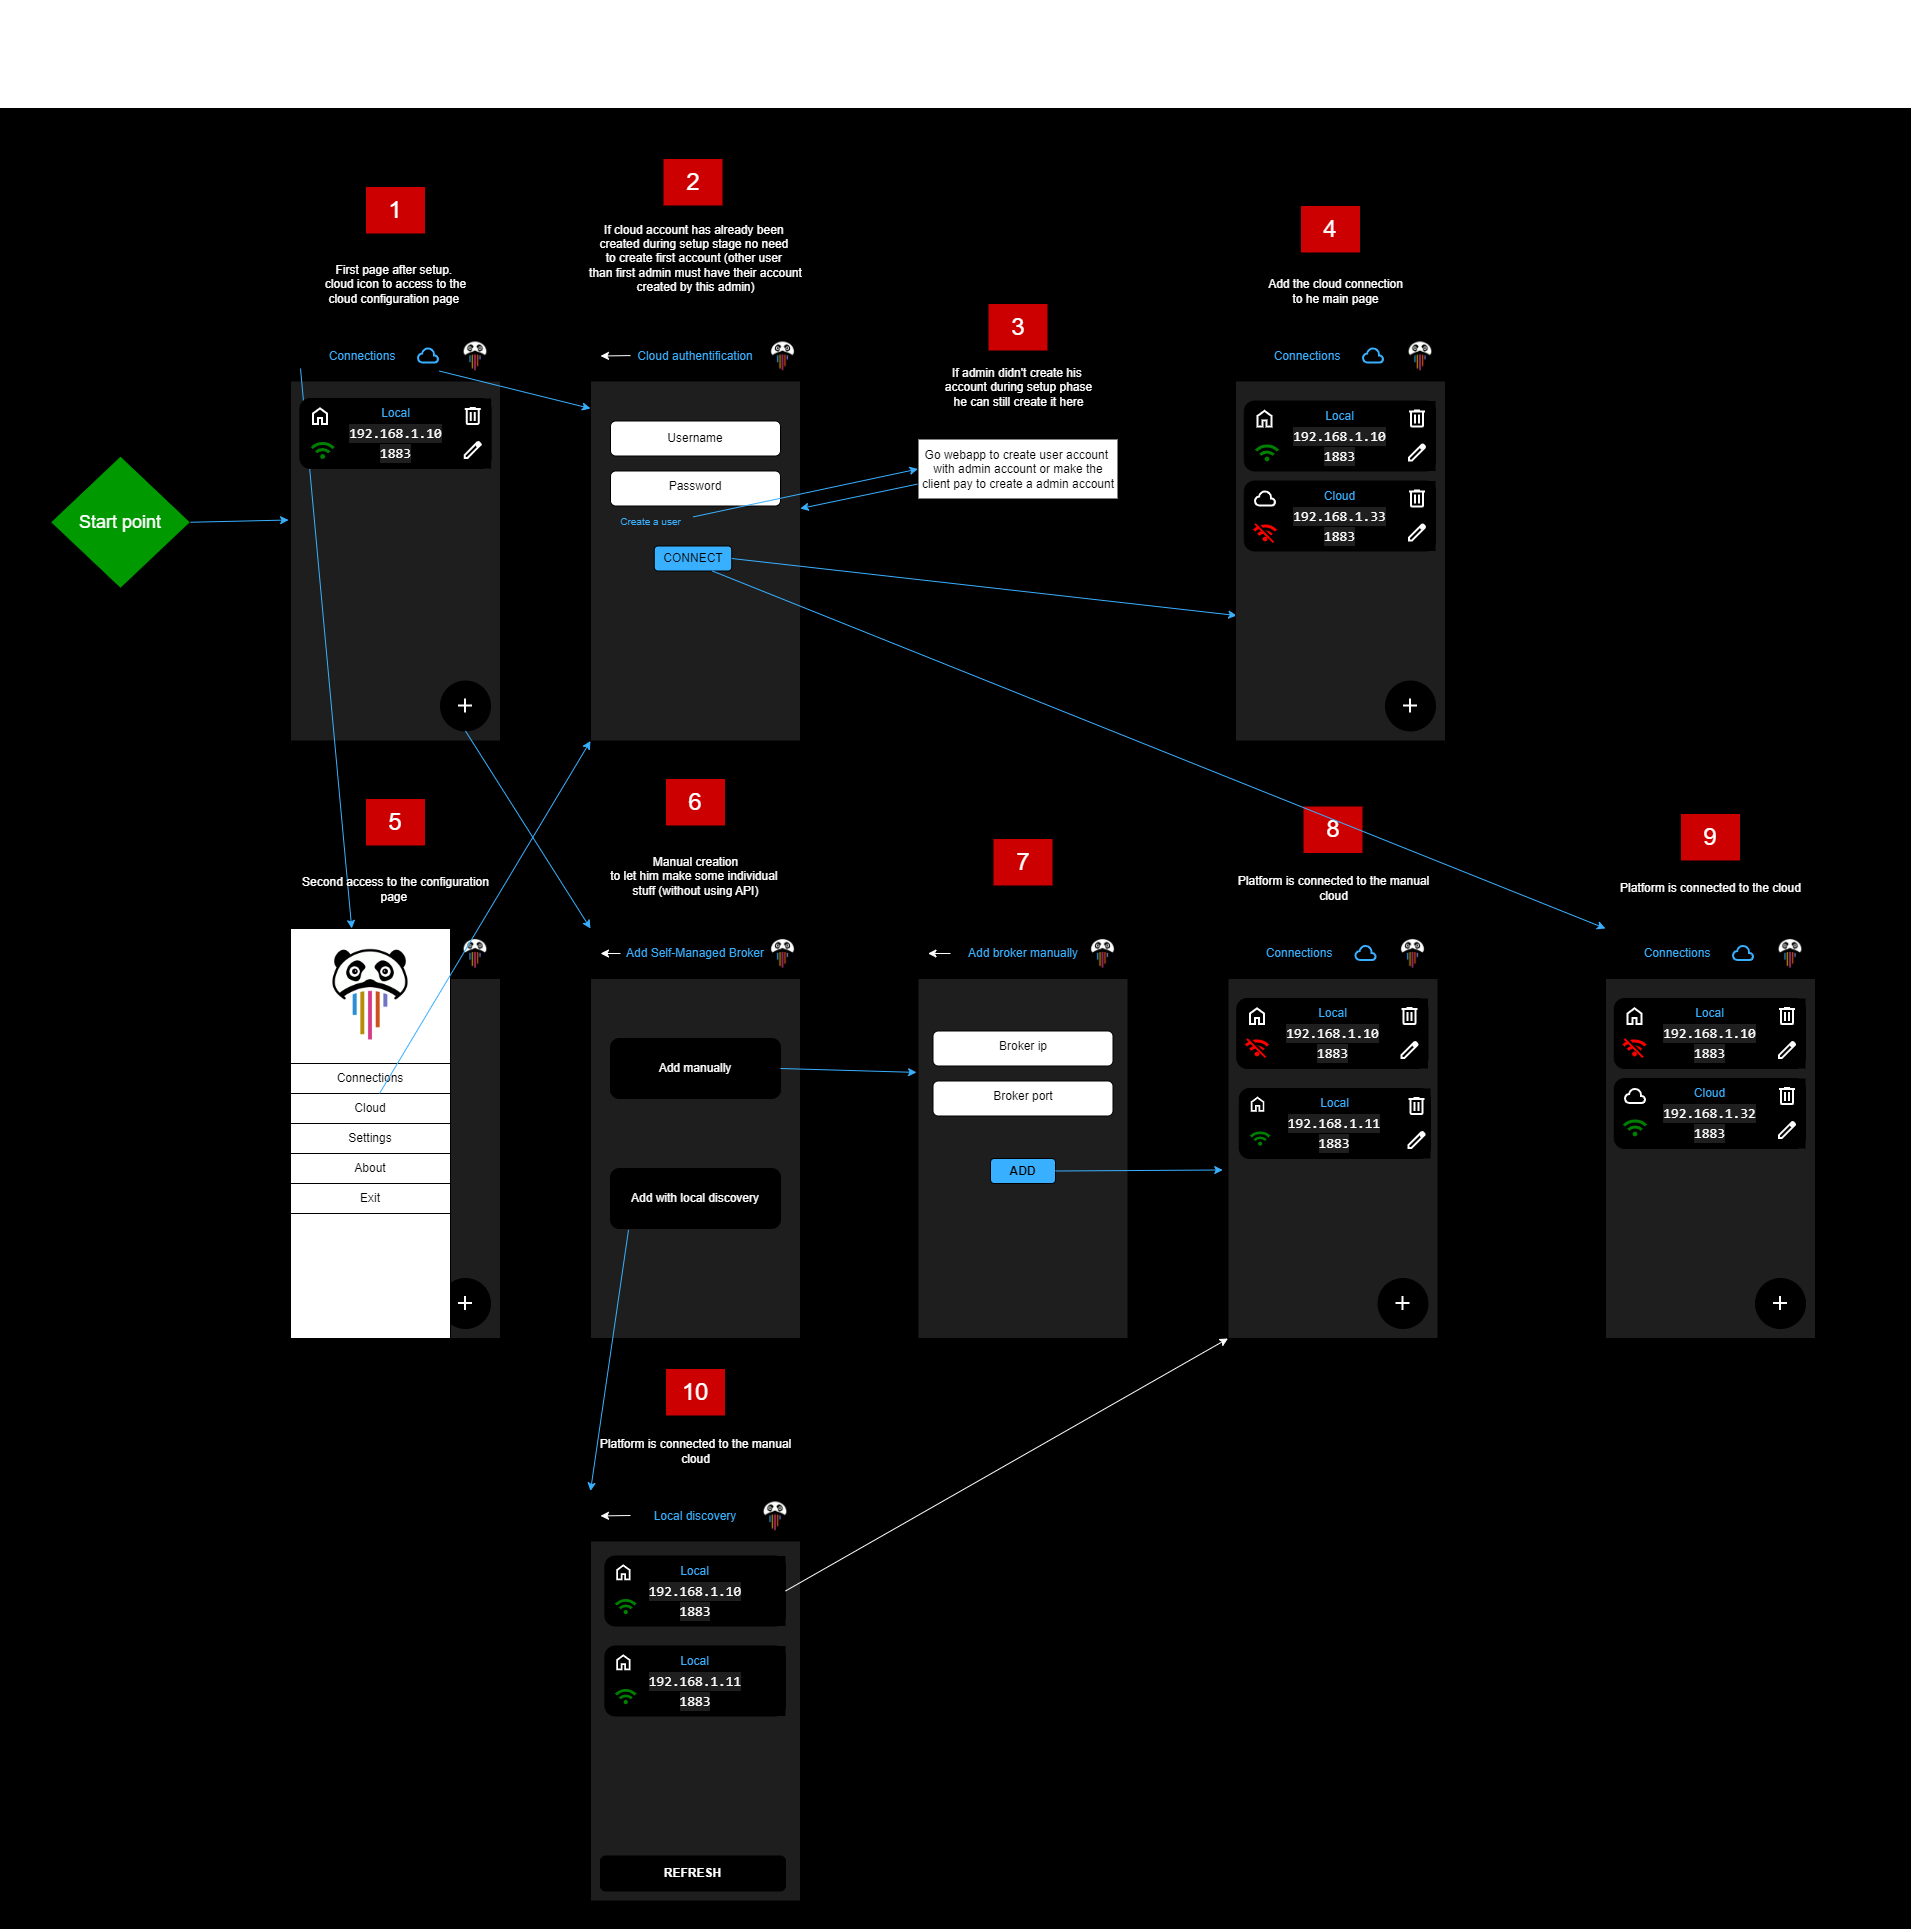 Start point
1
First page after setup.
cloud icon to access to the
cloud configuration page
Connections
Local
192.168.1.10
1883
+
2
If cloud account has already been
created during setup stage no need
to create first account (other user
than first admin must have their account
created by this admin)
Cloud authentification
Username
Password
Create a user
CONNECT
3
If admin didn't create his
account during setup phase
he can still create it here
Go webapp to create user account
with admin account or make the
client pay to create a admin account
4
Add the cloud connection
to he main page
Connections
Local
192.168.1.10
1883
Cloud
192.168.1.33
1883
+
5
Second access to the configuration
page
Connections
Cloud
Settings
About
Exit
+
6
Manual creation
to let him make some individual
stuff (without using API)
Add Self-Managed Broker
Add manually
Add with local discovery
7
Add broker manually
Broker ip
Broker port
ADD
8
Platform is connected to the manual
cloud
Connections
Local
192.168.1.10
1883
Local
192.168.1.11
1883
+
9
Platform is connected to the cloud
Connections
Local
192.168.1.10
1883
Cloud
192.168.1.32
1883
+
10
Platform is connected to the manual
cloud
Local discovery
Local
192.168.1.10
1883
Local
192.168.1.11
1883
REFRESH